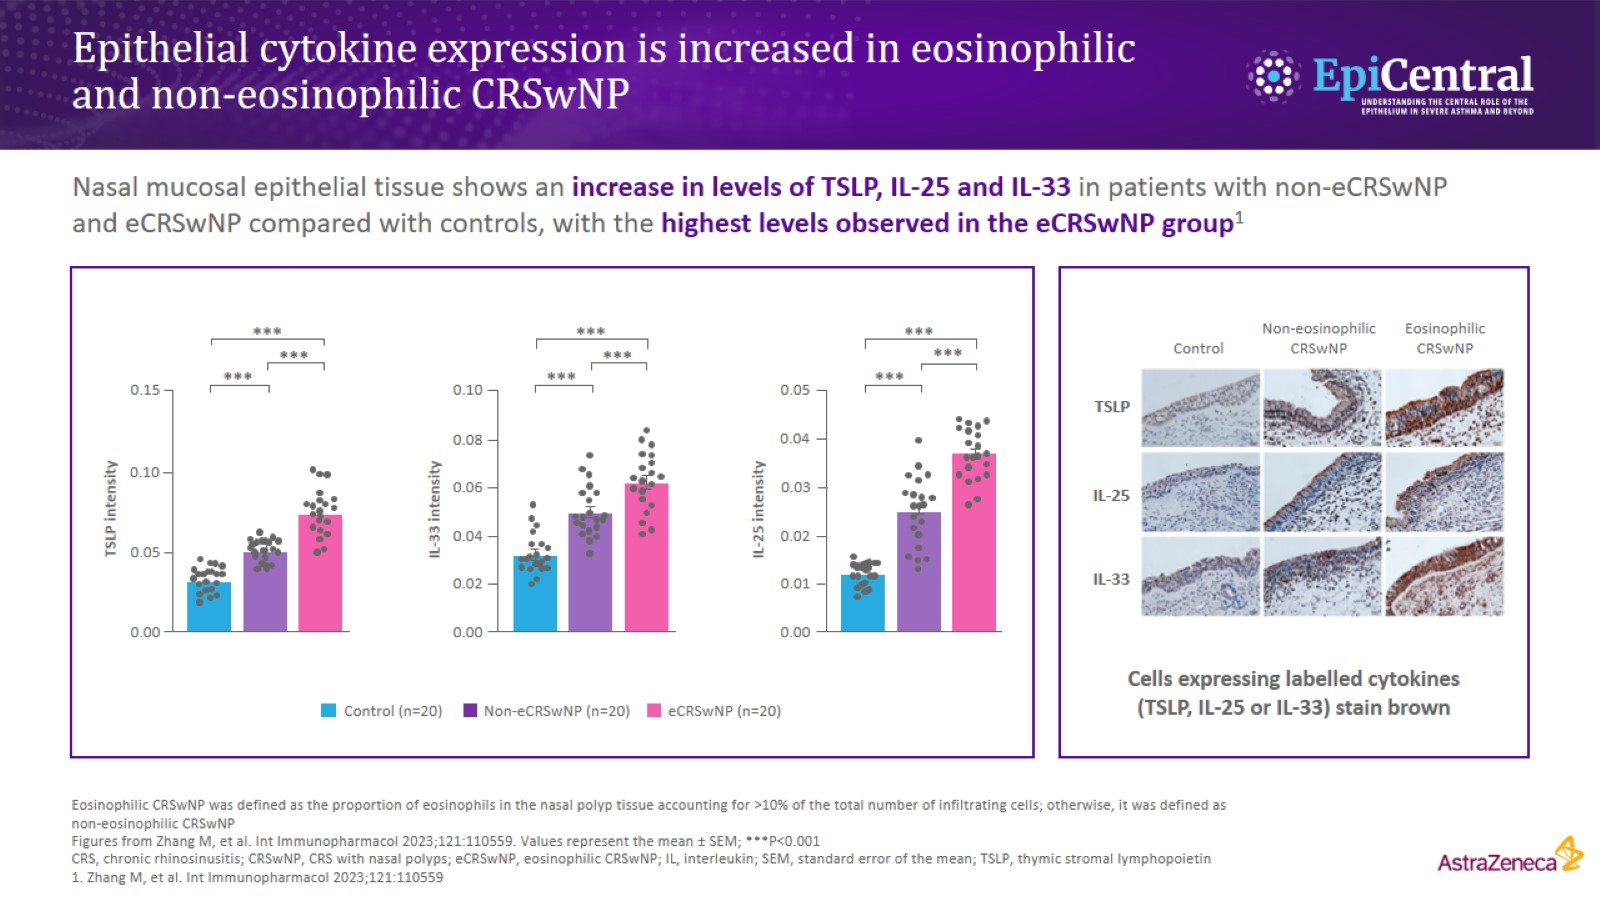 Epithelial cytokine expression is increased in eosinophilic
and non-eosinophilic CRSwNP
EpiCentral
UNDERSTANDING THE CENTRAL ROLE OF THE
EPITHELIUM IN SEVERE ASTHMA AND BEYOND
Nasal mucosal epithelial tissue shows an increase in levels of TSLP, IL-25 and IL-33 in patients with non-eCRSwNP
and eCRSwNP compared with controls, with the highest levels observed in the eCRSwNP group1
***
***
***
0.15
0.10
0.05
0.00
TSLP intensity
***
***
***
0.10
0.08
0.06
0.04
0.02
0.00
IL-33 intensity
***
***
***
0.05
0.04
0.03
0.02
0.01
0.00
IL-25 intensity
Control (n=20) Non-eCRSwNP (n=20) eCRSwNP (n=20)
Control
Non-eosinophilic
CRSwNP
Eosinophilic
CRSwNP
TSLP
IL-25
IL-33
Cells expressing labelled cytokines
(TSLP, IL-25 or IL-33) stain brown
Eosinophilic CRSwNP was defined as the proportion of eosinophils in the nasal polyp tissue accounting for >10% of the total number of infiltrating cells; otherwise, it was defined as
non-eosinophilic CRSwNP
Figures from Zhang M, et al. Int Immunopharmacol 2023;121:110559. Values represent the mean ± SEM; ***P<0.001
CRS, chronic rhinosinusitis; CRSwNP, CRS with nasal polyps; eCRSwNP, eosinophilic CRSwNP; IL, interleukin; SEM, standard error of the mean; TSLP, thymic stromal lymphopoietin
1. Zhang M, et al. Int Immunopharmacol 2023;121:110559
AstraZeneca